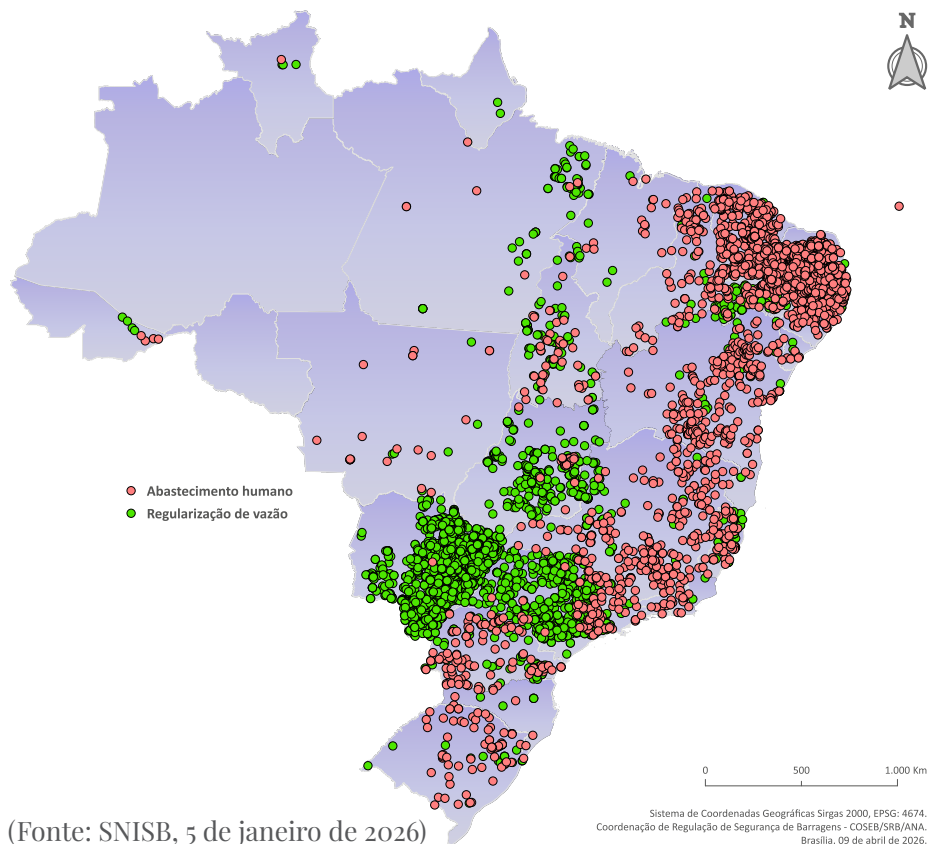 N
Abastecimento humano
Regularização de vazão
0 500 1.000 Km
Sistema de Coordenadas Geográficas Sirgas 2000, EPSG: 4674.
Coordenação de Regulação de Segurança de Barragens - COSEB/SRB/ANA.
Brasília, 09 de abril de 2026.
(Fonte: SNISB, 5 de janeiro de 2026)